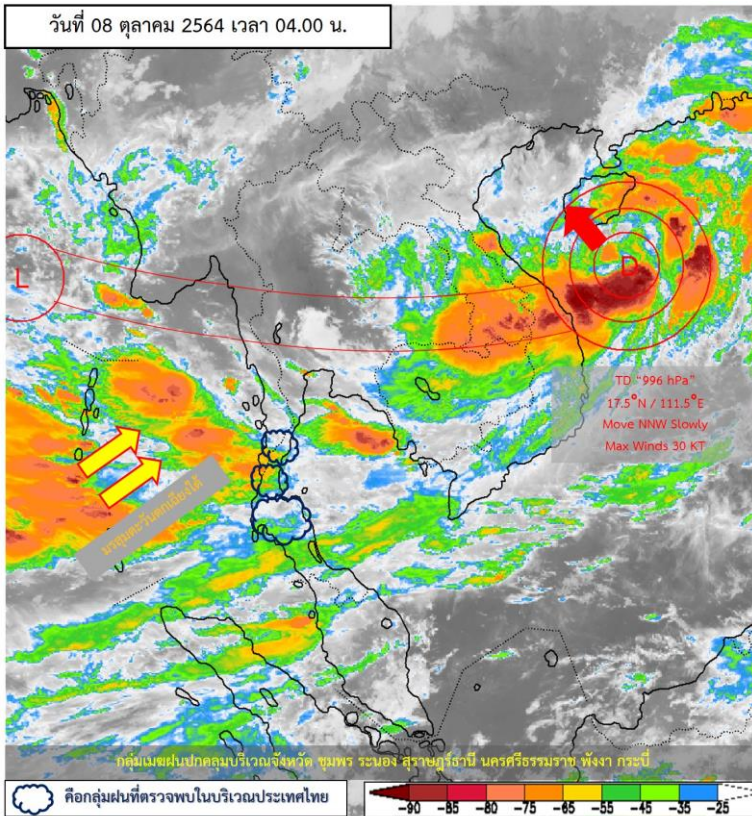 วันที่ 08 ตุลาคม 2564 เวลา 04.00 น.
L
D
TD "996 hPa"
17.5°N / 111.5°E
Move NNW Slowly
Max Winds 30 KT
มรสุมตะวันตกเฉียงใต้
กลุ่มเมฆฝนปกคลุมบริเวณจังหวัด ชุมพร ระนอง สุราษฎร์ธานี นครศรีธรรมราช พังงา กระบี่
คือกลุ่มฝนที่ตรวจพบในบริเวณประเทศไทย
-90 -85 -80 -75 -65 -55 -45 -35 -25